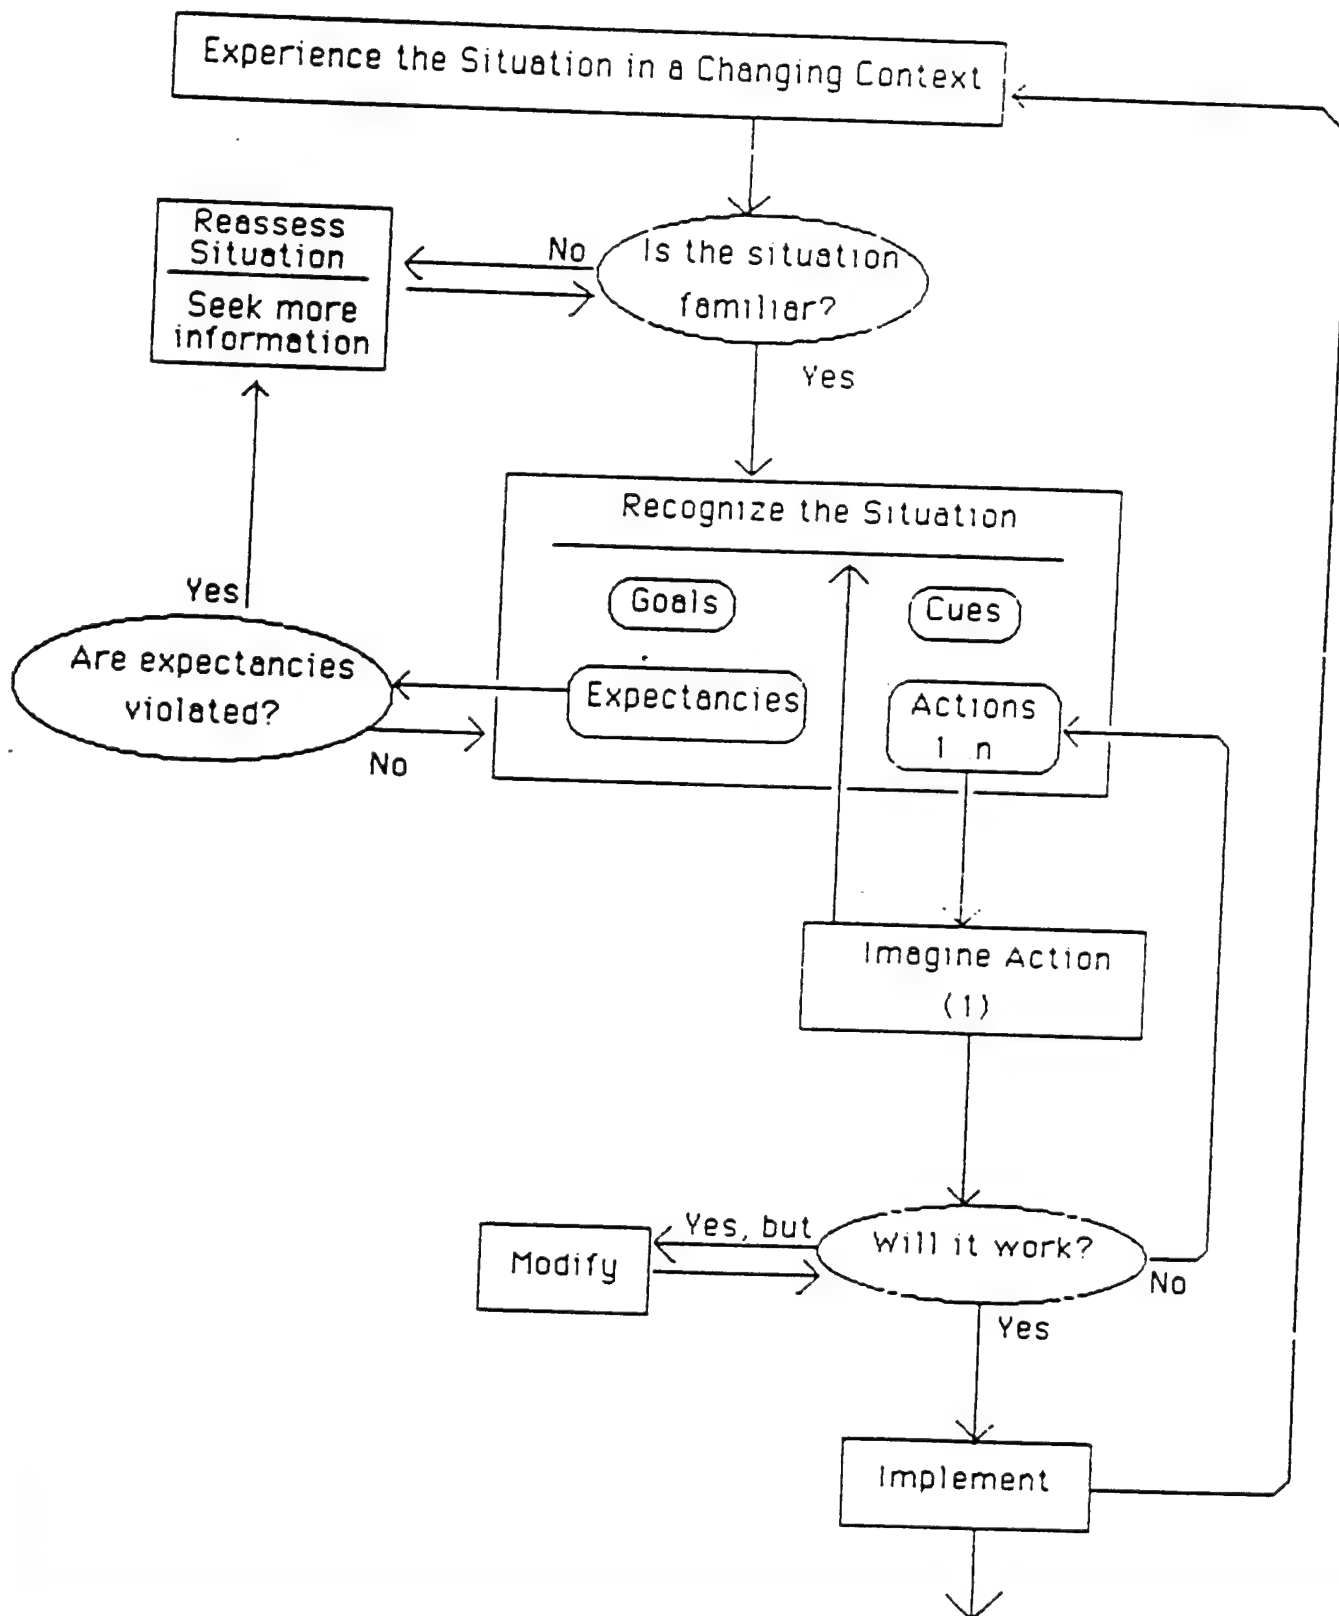 Experience the Situation in a Changing Context
Reassess
Situation
Seek more
information
No
Is the situation
familiar?
Yes
Recognize the Situation
Goals
Cues
Expectancies
Actions
1 n
Yes
Are expectancies
violated?
No
Imagine Action
(1)
Modify
Yes, but
Will it work?
No
Yes
Implement